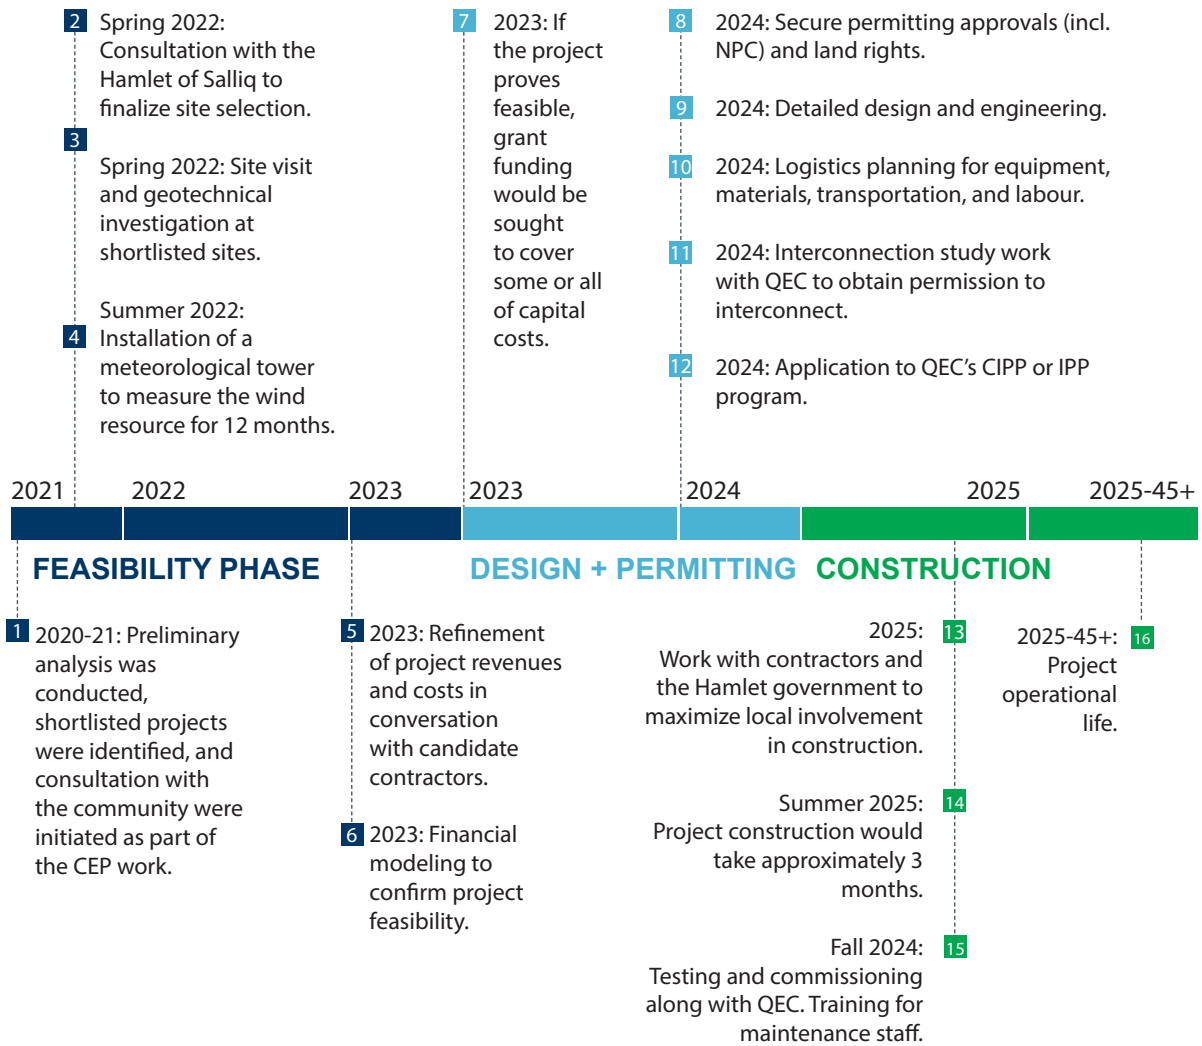 2
Spring 2022:
Consultation with the
Hamlet of Salliq to
finalize site selection.
3
Spring 2022: Site visit
and geotechnical
investigation at
shortlisted sites.
4
Summer 2022:
Installation of a
meteorological tower
to measure the wind
resource for 12 months.
7
2023: If
the project
proves
feasible,
grant
funding
would be
sought
to cover
some or all
of capital
costs.
8
2024: Secure permitting approvals (incl.
NPC) and land rights.
9
2024: Detailed design and engineering.
10
2024: Logistics planning for equipment,
materials, transportation, and labour.
11
2024: Interconnection study work
with QEC to obtain permission to
interconnect.
12
2024: Application to QEC’s CIPP or IPP
program.
2021
2022
2023
2023
2024
2025
2025-45+
FEASIBILITY PHASE
DESIGN + PERMITTING
CONSTRUCTION
1
2020-21: Preliminary
analysis was
conducted,
shortlisted projects
were identified, and
consultation with
the community were
initiated as part of
the CEP work.
5
2023: Refinement
of project revenues
and costs in
conversation
with candidate
contractors.
6
2023: Financial
modeling to
confirm project
feasibility.
13
2025:
Work with contractors and
the Hamlet government to
maximize local involvement
in construction.
14
Summer 2025:
Project construction would
take approximately 3
months.
15
Fall 2024:
Testing and commissioning
along with QEC. Training for
maintenance staff.
16
2025-45+:
Project
operational
life.